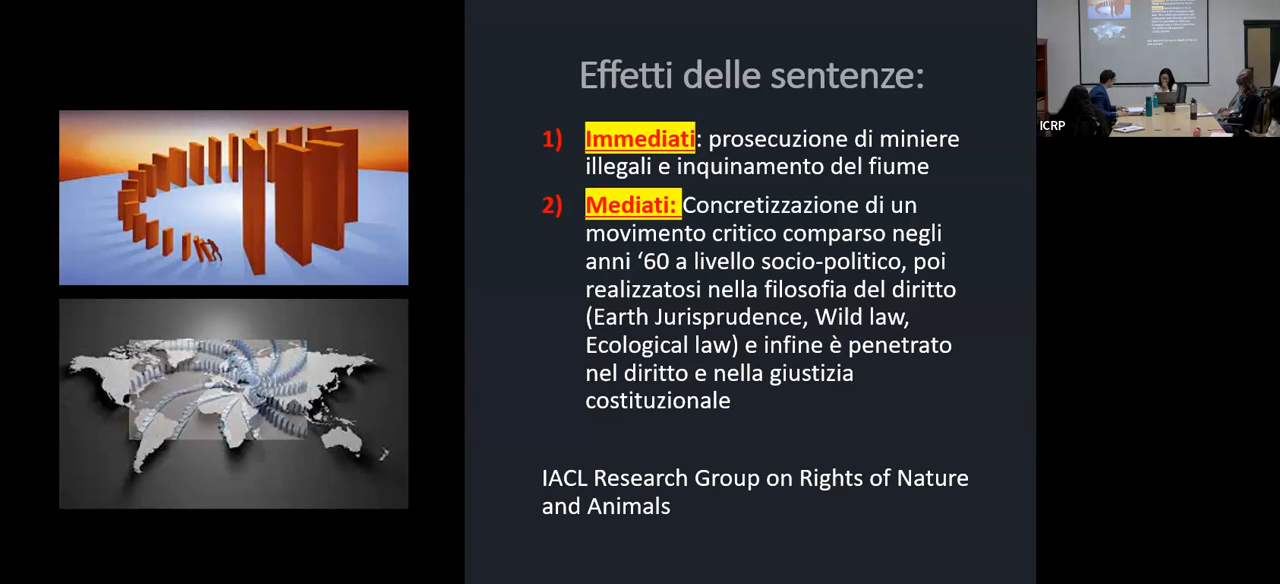 Effetti delle sentenze:
1) Immediati: prosecuzione di miniere
illegali e inquinamento del fiume
2) Mediati: Concretizzazione di un
movimento critico comparso negli
anni ‘60 a livello socio-politico, poi
realizzatosi nella filosofia del diritto
(Earth Jurisprudence, Wild law,
Ecological law) e infine è penetrato
nel diritto e nella giustizia
costituzionale
IACL Research Group on Rights of Nature
and Animals
ICRP